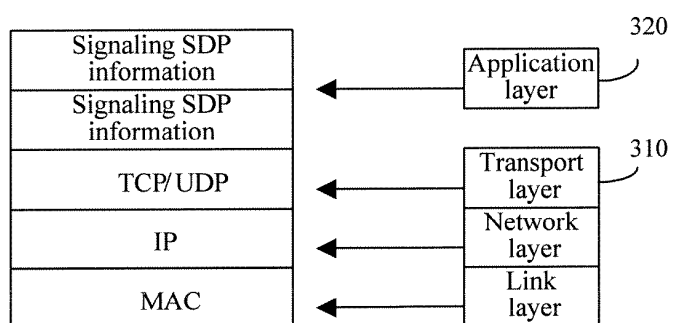 Signaling SDP
information
Signaling SDP
information
TCP/UDP
IP
MAC
320
Application
layer
310
Transport
layer
Network
layer
Link
layer